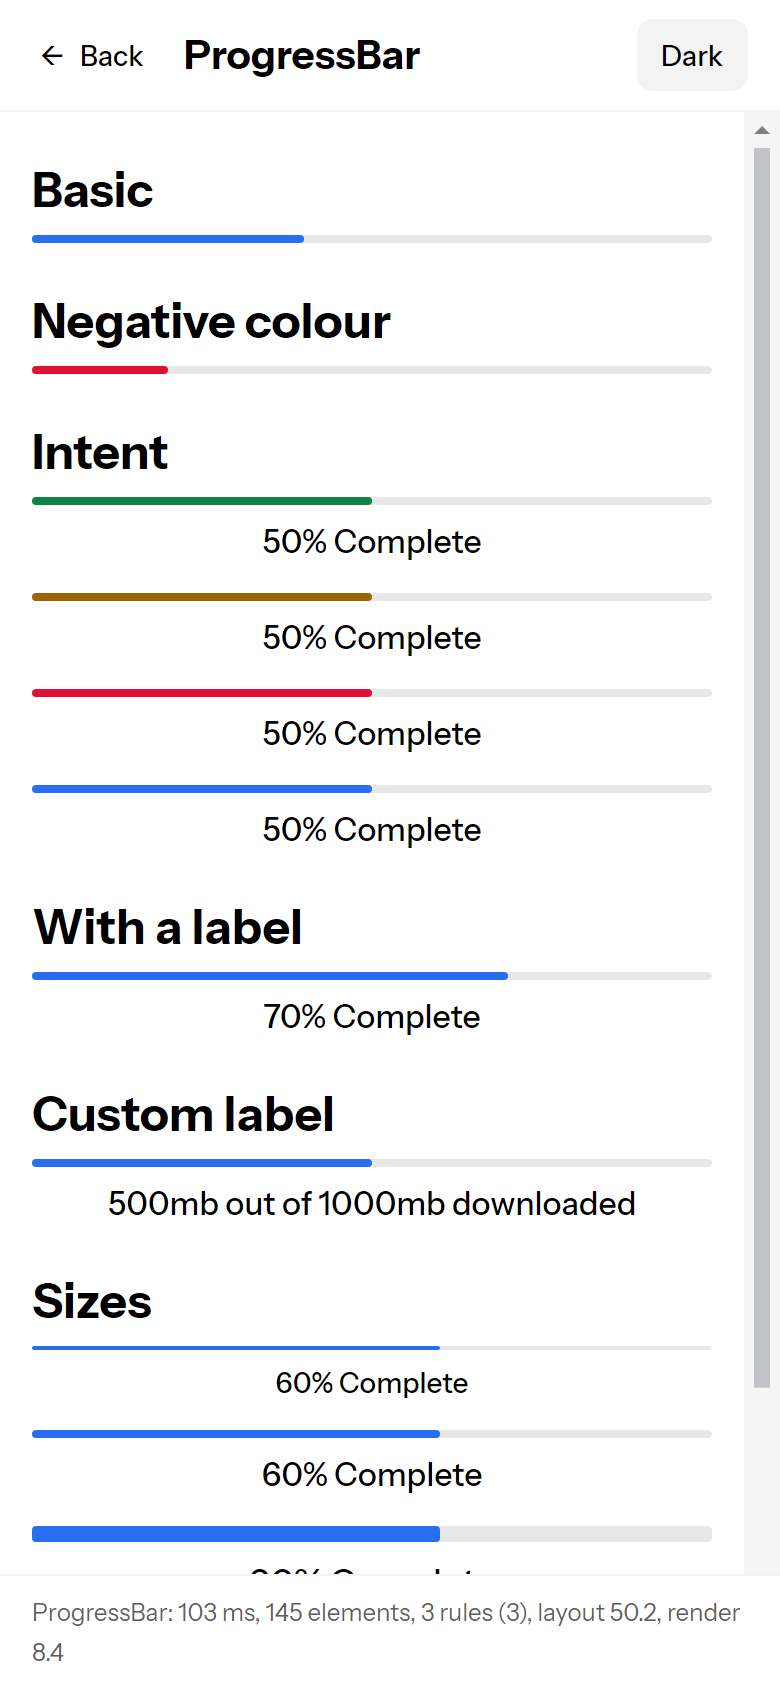 ← Back ProgressBar Dark
Basic
Negative colour
Intent
50% Complete
50% Complete
50% Complete
50% Complete
With a label
70% Complete
Custom label
500mb out of 1000mb downloaded
Sizes
60% Complete
60% Complete
ProgressBar: 103 ms, 145 elements, 3 rules (3), layout 50.2, render
8.4